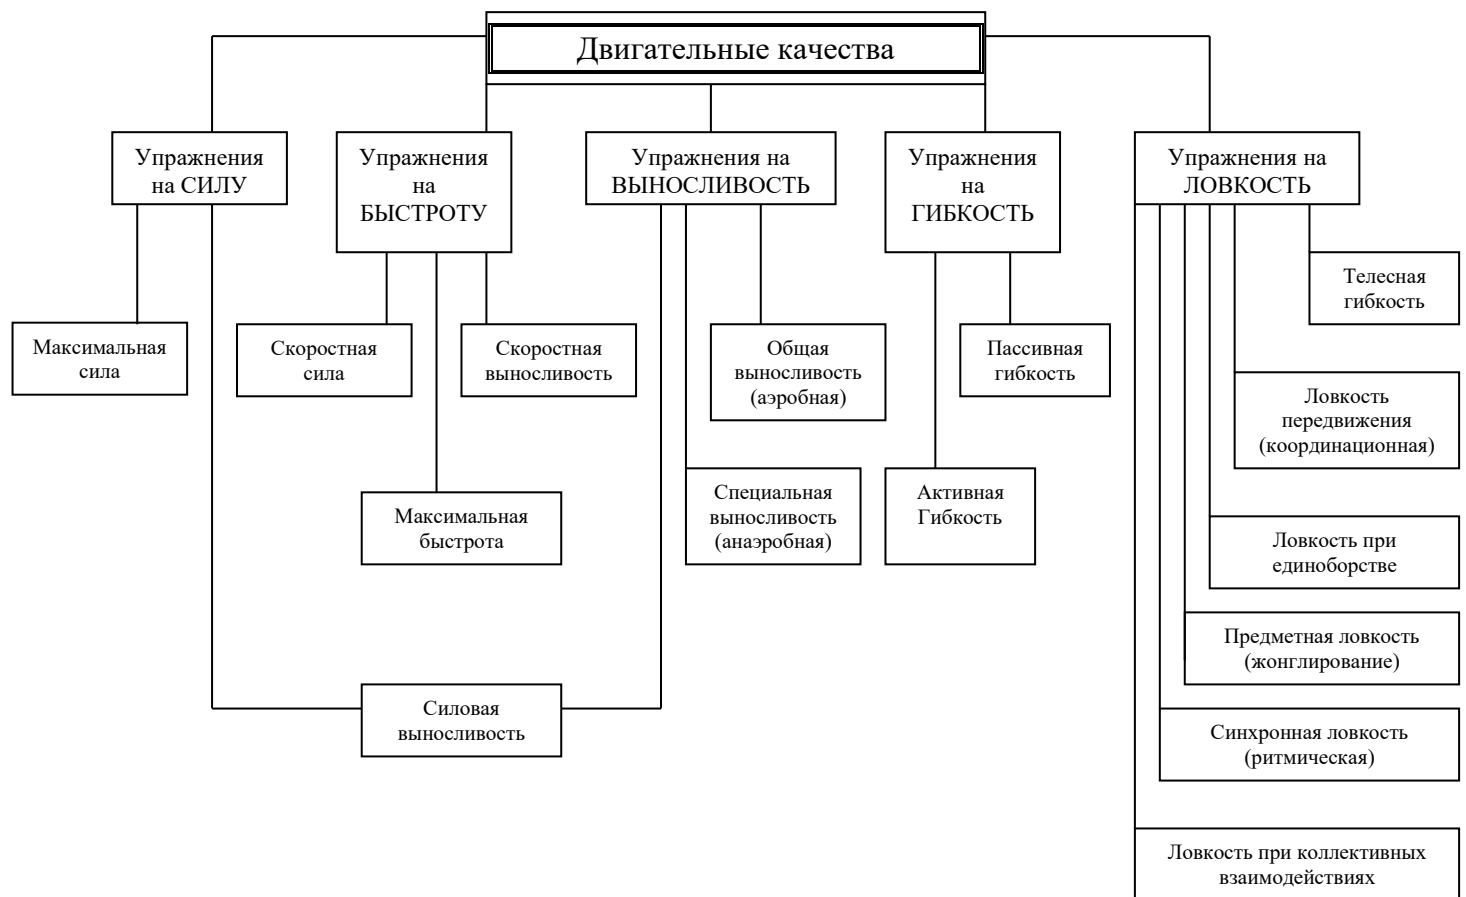 Двигательные качества
Упражнения
на СИЛУ
Упражнения
на
БЫСТРОТУ
Упражнения на
ВЫНОСЛИВОСТЬ
Упражнения
на
ГИБКОСТЬ
Упражнения на
ЛОВКОСТЬ
Телесная
гибкость
Максимальная
сила
Скоростная
сила
Скоростная
выносливость
Общая
выносливость
(аэробная)
Пассивная
гибкость
Ловкость
передвижения
(координационная)
Максимальная
быстрота
Специальная
выносливость
(анаэробная)
Активная
Гибкость
Ловкость при
единоборстве
Предметная ловкость
(жонглирование)
Силовая
выносливость
Синхронная ловкость
(ритмическая)
Ловкость при коллективных
взаимодействиях